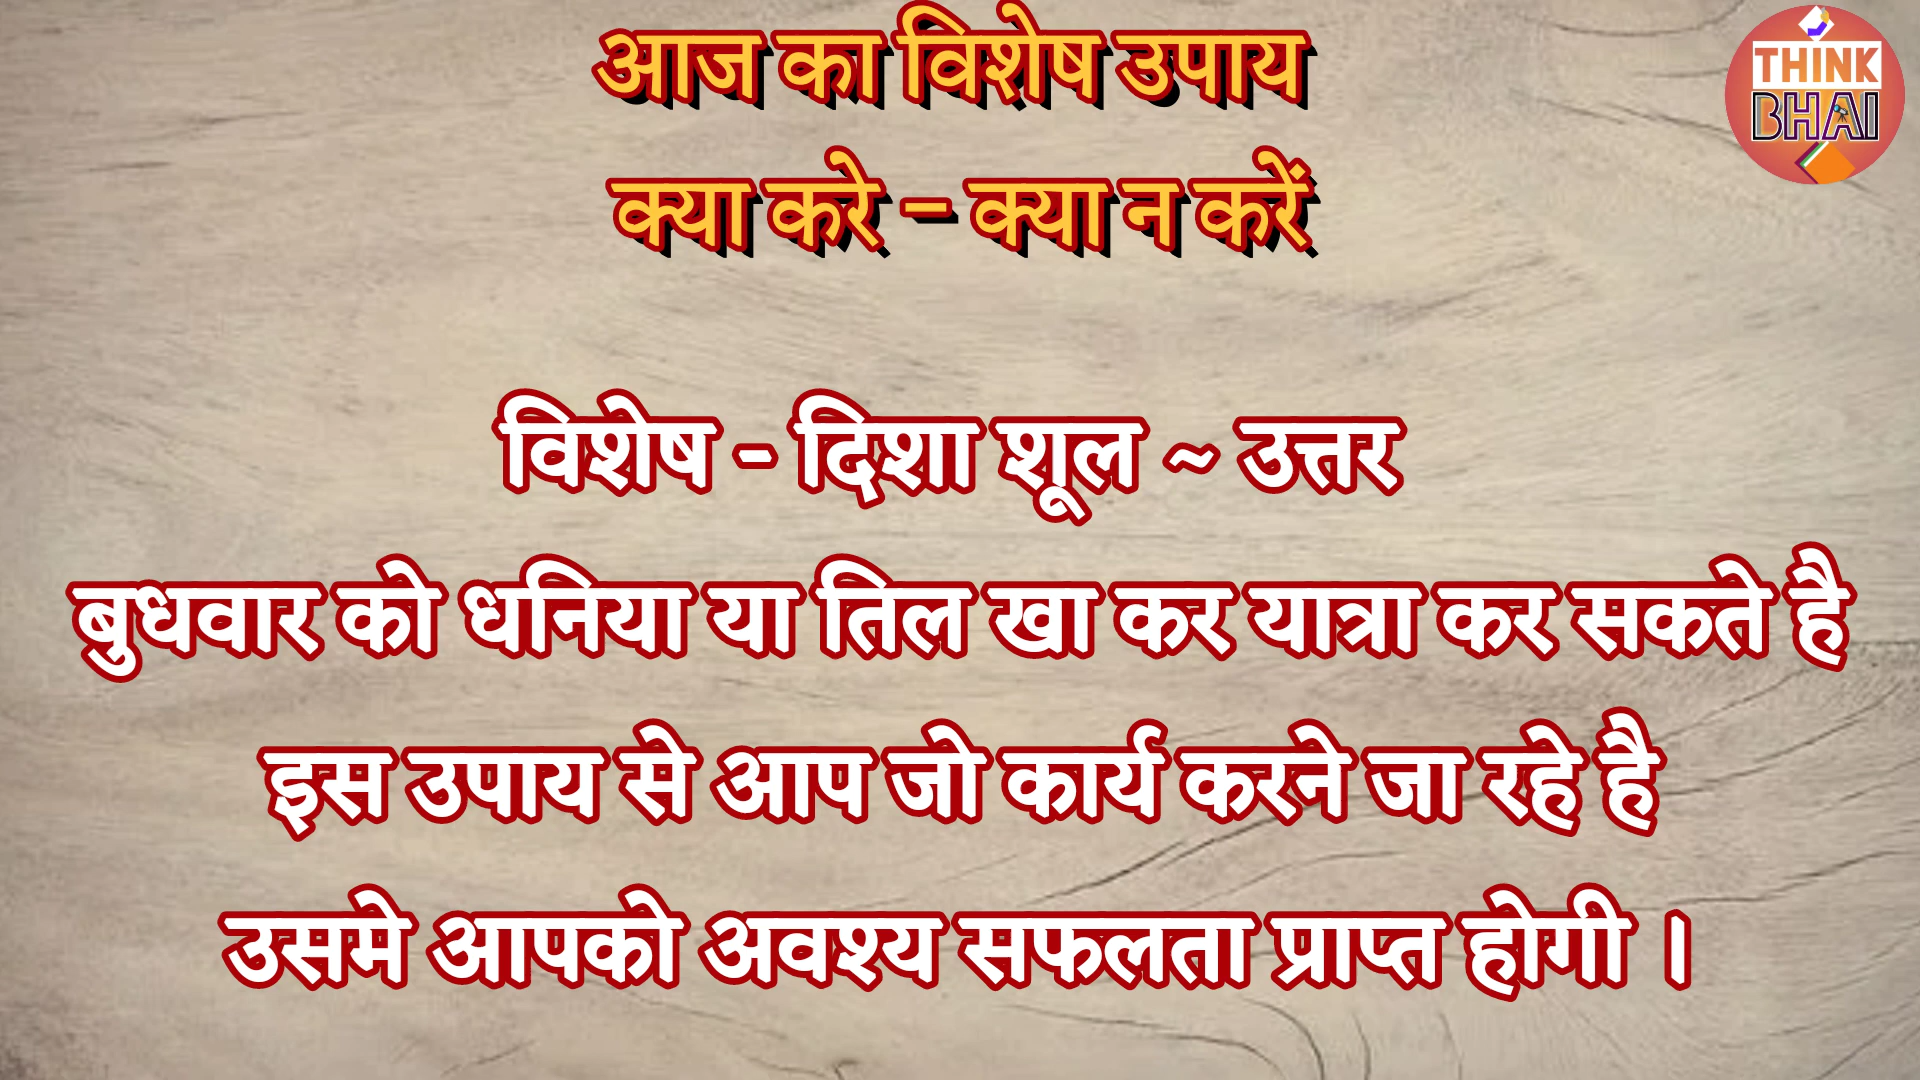 आज का विशेष उपाय
क्या करे – क्या न करें
THINK
BHAI
विशेष - दिशा शूल ~ उत्तर
बुधवार को धनिया या तिल खा कर यात्रा कर सकते है
इस उपाय से आप जो कार्य करने जा रहे है
उसमे आपको अवश्य सफलता प्राप्त होगी ।